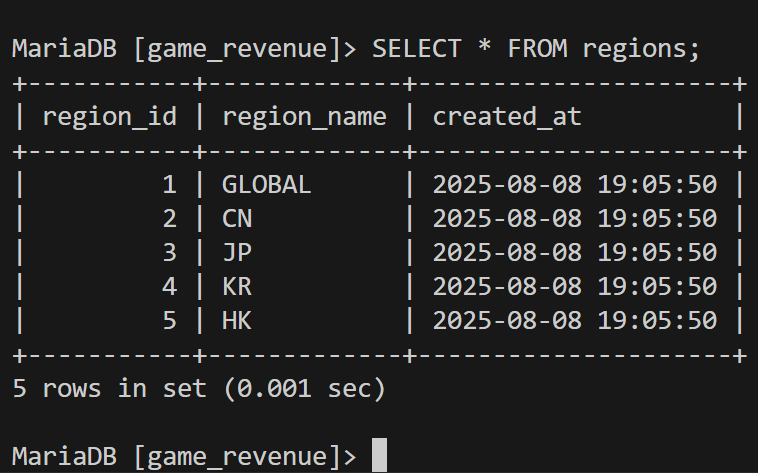 MariaDB [game_revenue]> SELECT * FROM regions;
+-----------+-------------+---------------------+
| region_id | region_name | created_at          |
+-----------+-------------+---------------------+
|         1 | GLOBAL      | 2025-08-08 19:05:50 |
|         2 | CN          | 2025-08-08 19:05:50 |
|         3 | JP          | 2025-08-08 19:05:50 |
|         4 | KR          | 2025-08-08 19:05:50 |
|         5 | HK          | 2025-08-08 19:05:50 |
+-----------+-------------+---------------------+
5 rows in set (0.001 sec)
MariaDB [game_revenue]>